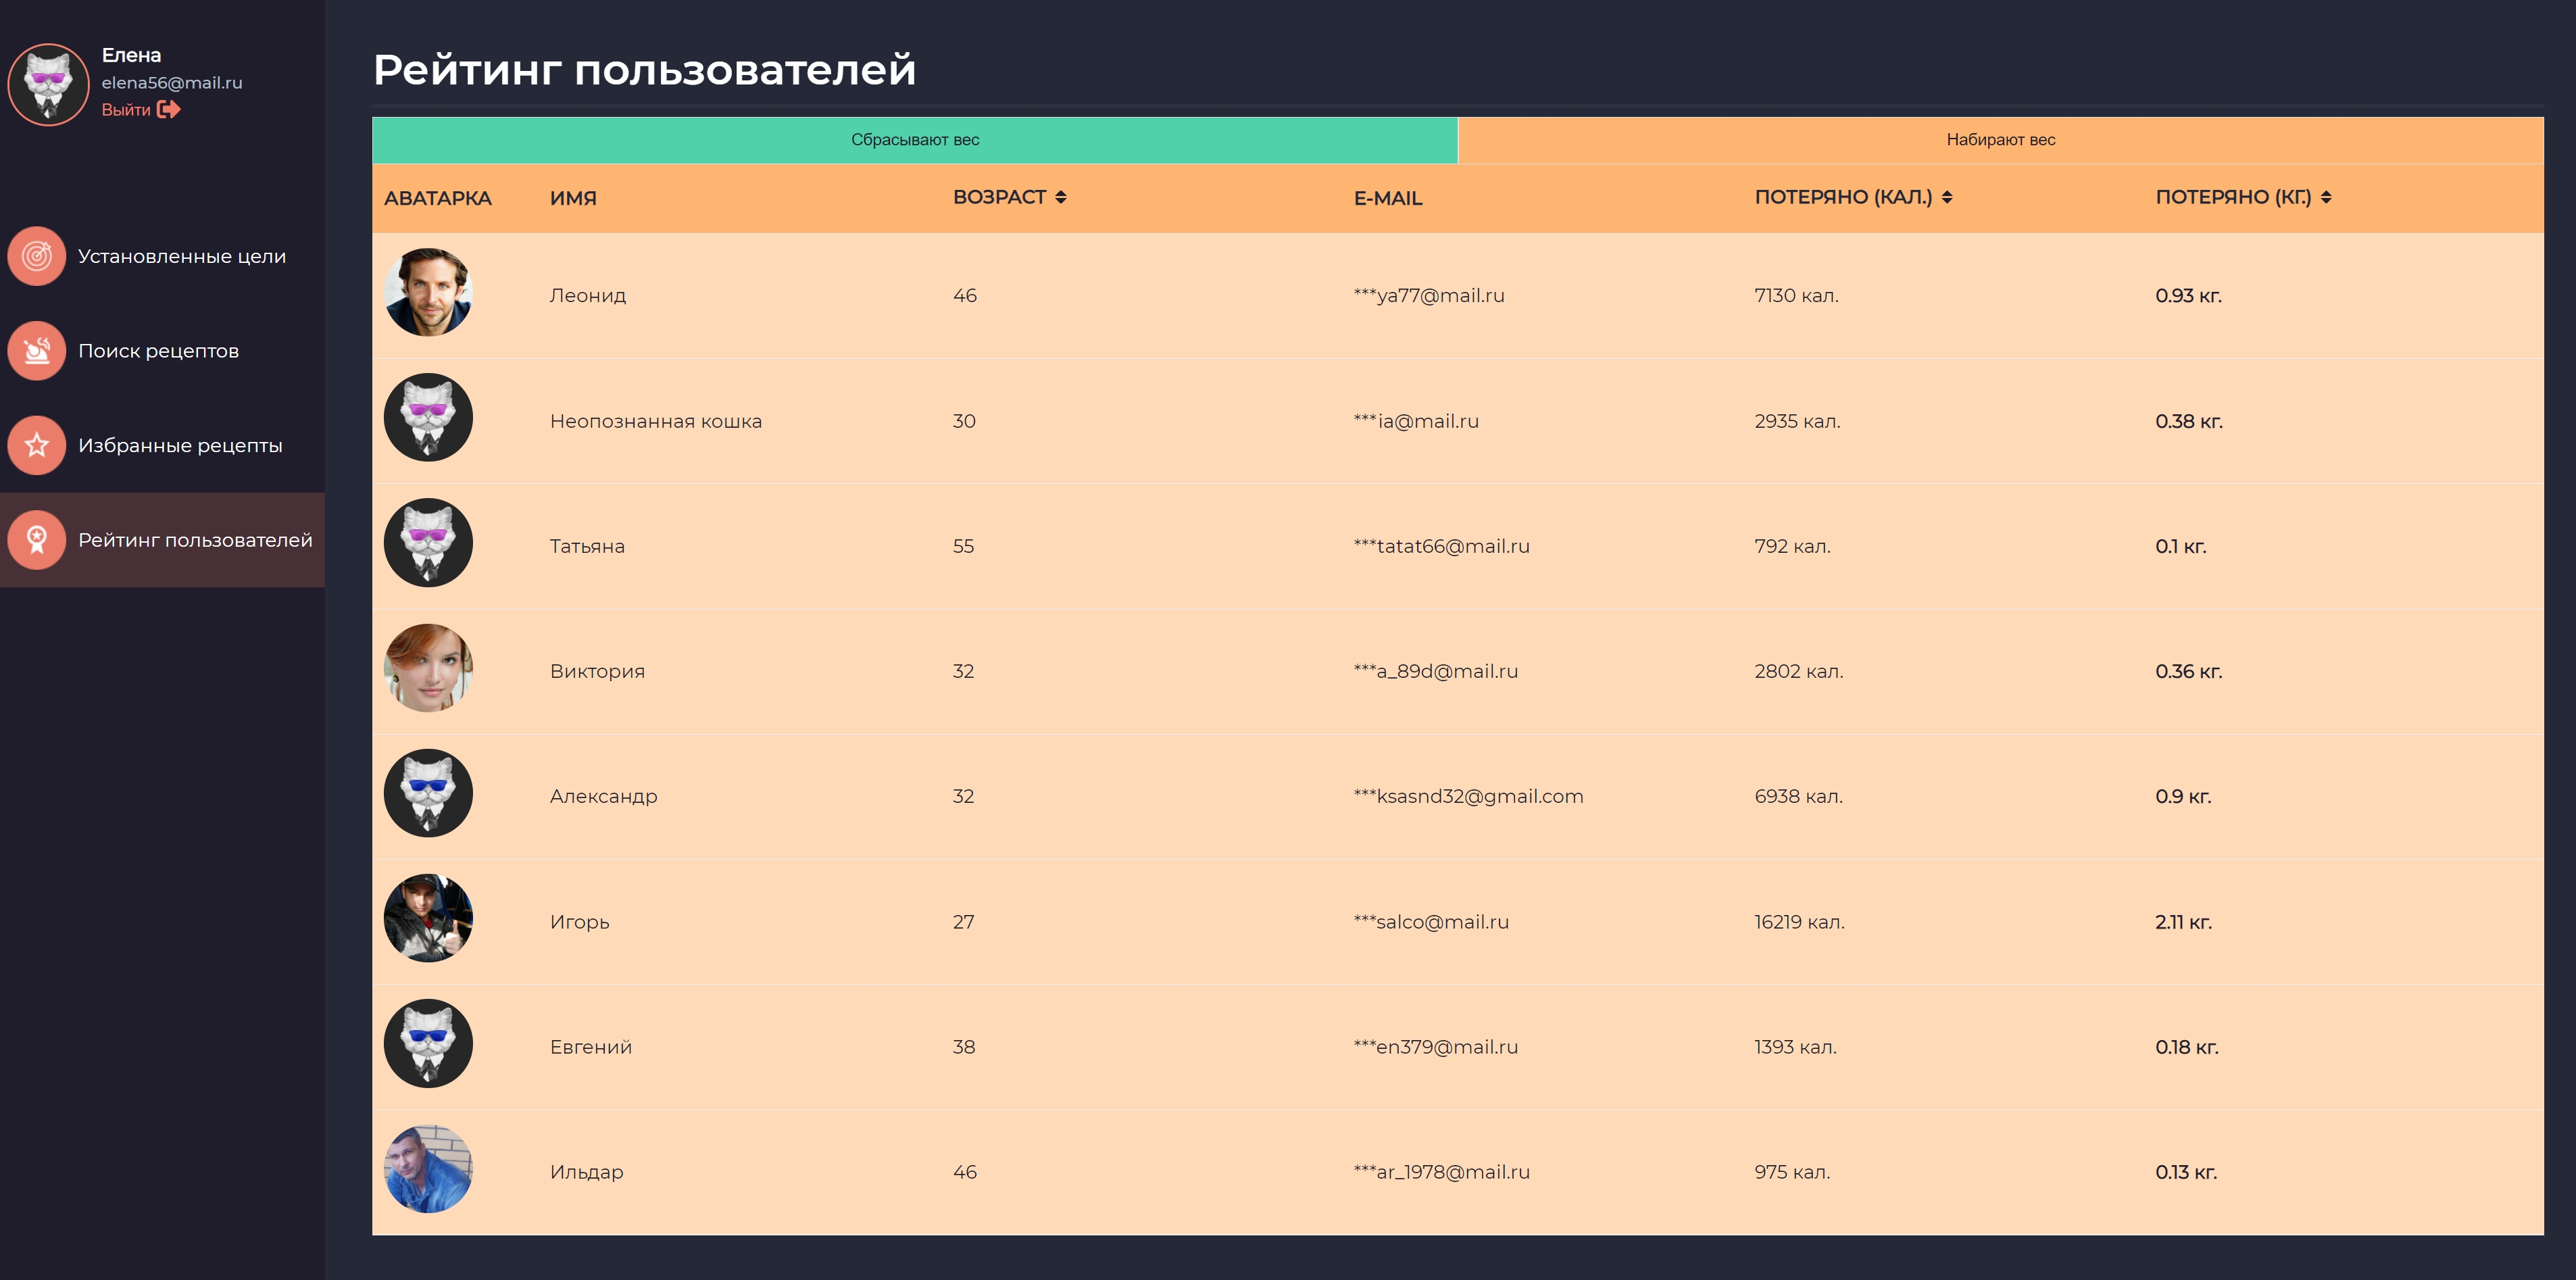 Елена
elena56@mail.ru
Выйти
Установленные цели
Поиск рецептов
Избранные рецепты
Рейтинг пользователей
Рейтинг пользователей
Сбрасывают вес Набирают вес
АВАТАРКА ИМЯ ВОЗРАСТ E-MAIL ПОТЕРЯНО (КАЛ.) ПОТЕРЯНО (КГ.)
Леонид 46 ***ya77@mail.ru 7130 кал. 0.93 кг.
Неопознанная кошка 30 ***ia@mail.ru 2935 кал. 0.38 кг.
Татьяна 55 ***tatat66@mail.ru 792 кал. 0.1 кг.
Виктория 32 ***a_89d@mail.ru 2802 кал. 0.36 кг.
Александр 32 ***ksasnd32@gmail.com 6938 кал. 0.9 кг.
Игорь 27 ***salco@mail.ru 16219 кал. 2.11 кг.
Евгений 38 ***en379@mail.ru 1393 кал. 0.18 кг.
Ильдар 46 ***ar_1978@mail.ru 975 кал. 0.13 кг.